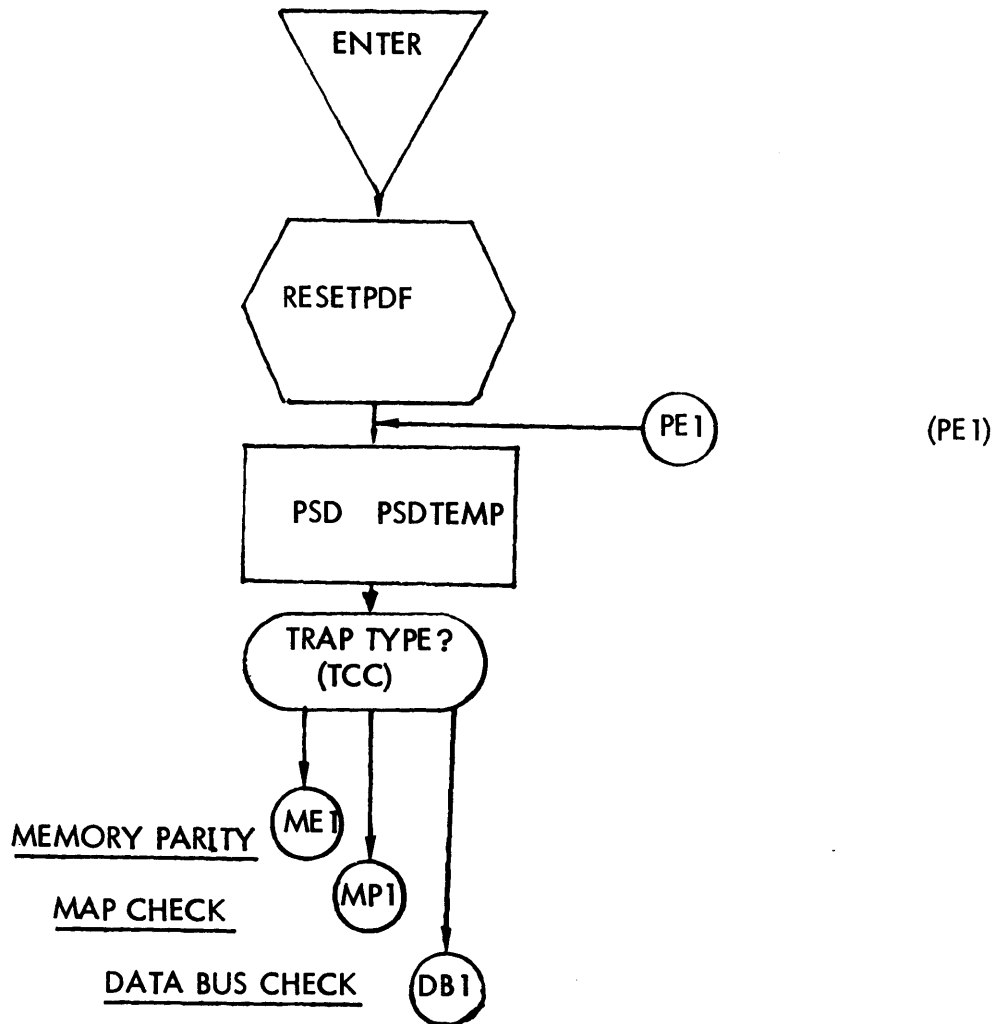 ENTER
RESETPDF
PE1 (PE1)
PSD PSDTEMP
TRAP TYPE?
(TCC)
ME1
MEMORY PARITY
MP1
MAP CHECK
DATA BUS CHECK DB1